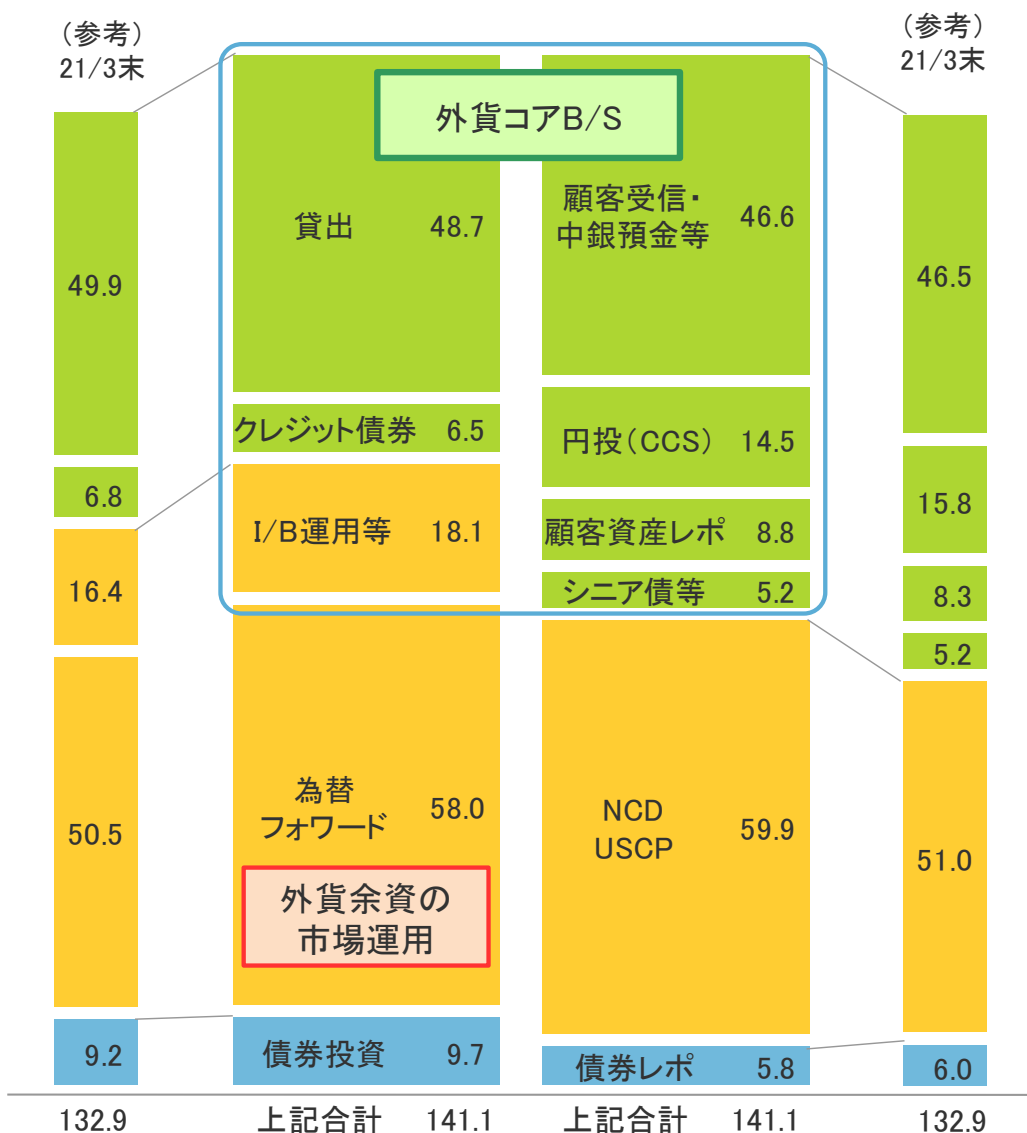 （参考）
21/3末
49.9
6.8
16.4
50.5
9.2
132.9
外貨コアB/S
貸出 48.7
クレジット債券 6.5
I/B運用等 18.1
為替
フォワード 58.0
外貨余資の
市場運用
債券投資 9.7
上記合計 141.1
顧客受信・
中銀預金等 46.6
円投（CCS） 14.5
顧客資産レポ 8.8
シニア債等 5.2
NCD
USCP 59.9
債券レポ 5.8
上記合計 141.1
（参考）
21/3末
46.5
15.8
8.3
5.2
51.0
6.0
132.9